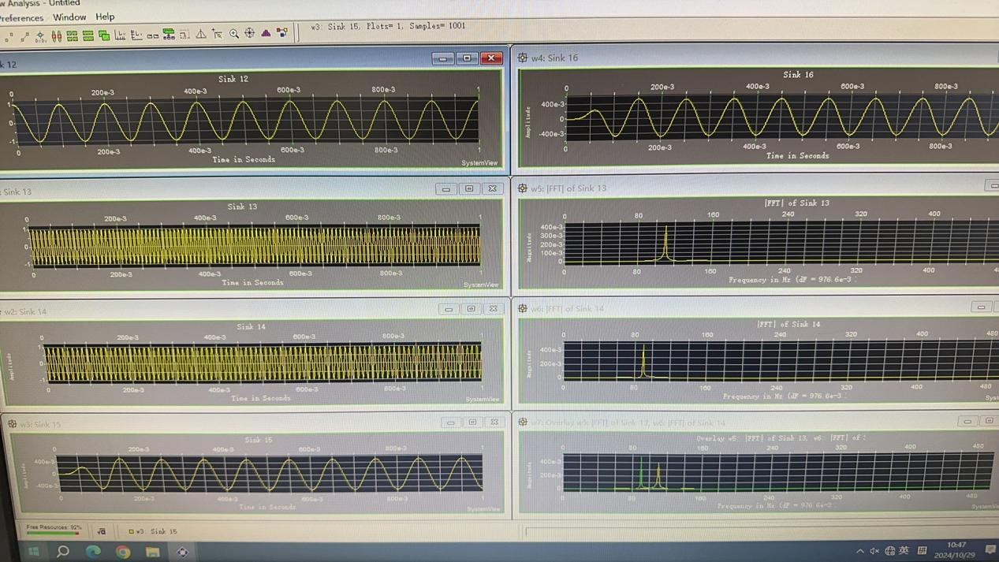 w Analysis - Untitled
Preferences Window Help
w3: Sink 15, Plots= 1, Samples= 1001
k 12
Sink 12
0 200e-3 400e-3 600e-3 800e-3 1
1
0
-1
0 200e-3 400e-3 600e-3 800e-3 1
Time in Seconds
SystemView
w4: Sink 16
Sink 16
0 200e-3 400e-3 600e-3 800e-3
Amplitude
400e-3
0
-400e-3
0 200e-3 400e-3 600e-3 800e-3
Time in Seconds
: Sink 13
Sink 13
0 200e-3 400e-3 600e-3 800e-3 1
1
0
-1
0 200e-3 400e-3 600e-3 800e-3 1
Time in Seconds
SystemView
w5: |FFT| of Sink 13
|FFT| of Sink 13
0 80 160 240 320 400
Magnitude
400e-3
300e-3
200e-3
100e-3
0
0 80 160 240 320 400 48
Frequency in Hz (dF = 976.6e-3
w2: Sink 14
Sink 14
0 200e-3 400e-3 600e-3 800e-3 1
Amplitude
1
0
-1
0 200e-3 400e-3 600e-3 800e-3 1
Time in Seconds
SystemView
w6: |FFT| of Sink 14
|FFT| of Sink 14
0 80 160 240 320 400 480
Magnitude
400e-3
200e-3
0
0 80 160 240 320 400 480
Frequency in Hz (dF = 976.6e-3
Syst
w3: Sink 15
Sink 15
0 200e-3 400e-3 600e-3 800e-3 1
Amplitude
400e-3
0
-400e-3
0 200e-3 400e-3 600e-3 800e-3 1
Time in Seconds
SystemView
w7: Overlay w5: |FFT| of Sink 13, w6: |FFT| of Sink 14
Overlay w5: |FFT| of Sink 13, w6: |FFT| of :
0 80 160 240 320 400 480
Magnitude
400e-3
200e-3
0
0 80 160 240 320 400 480
Frequency in Hz (dF = 976.6e-3
SystemV
Free Resources: 92%
√α
w3: Sink 15
英
10:47
2024/10/29